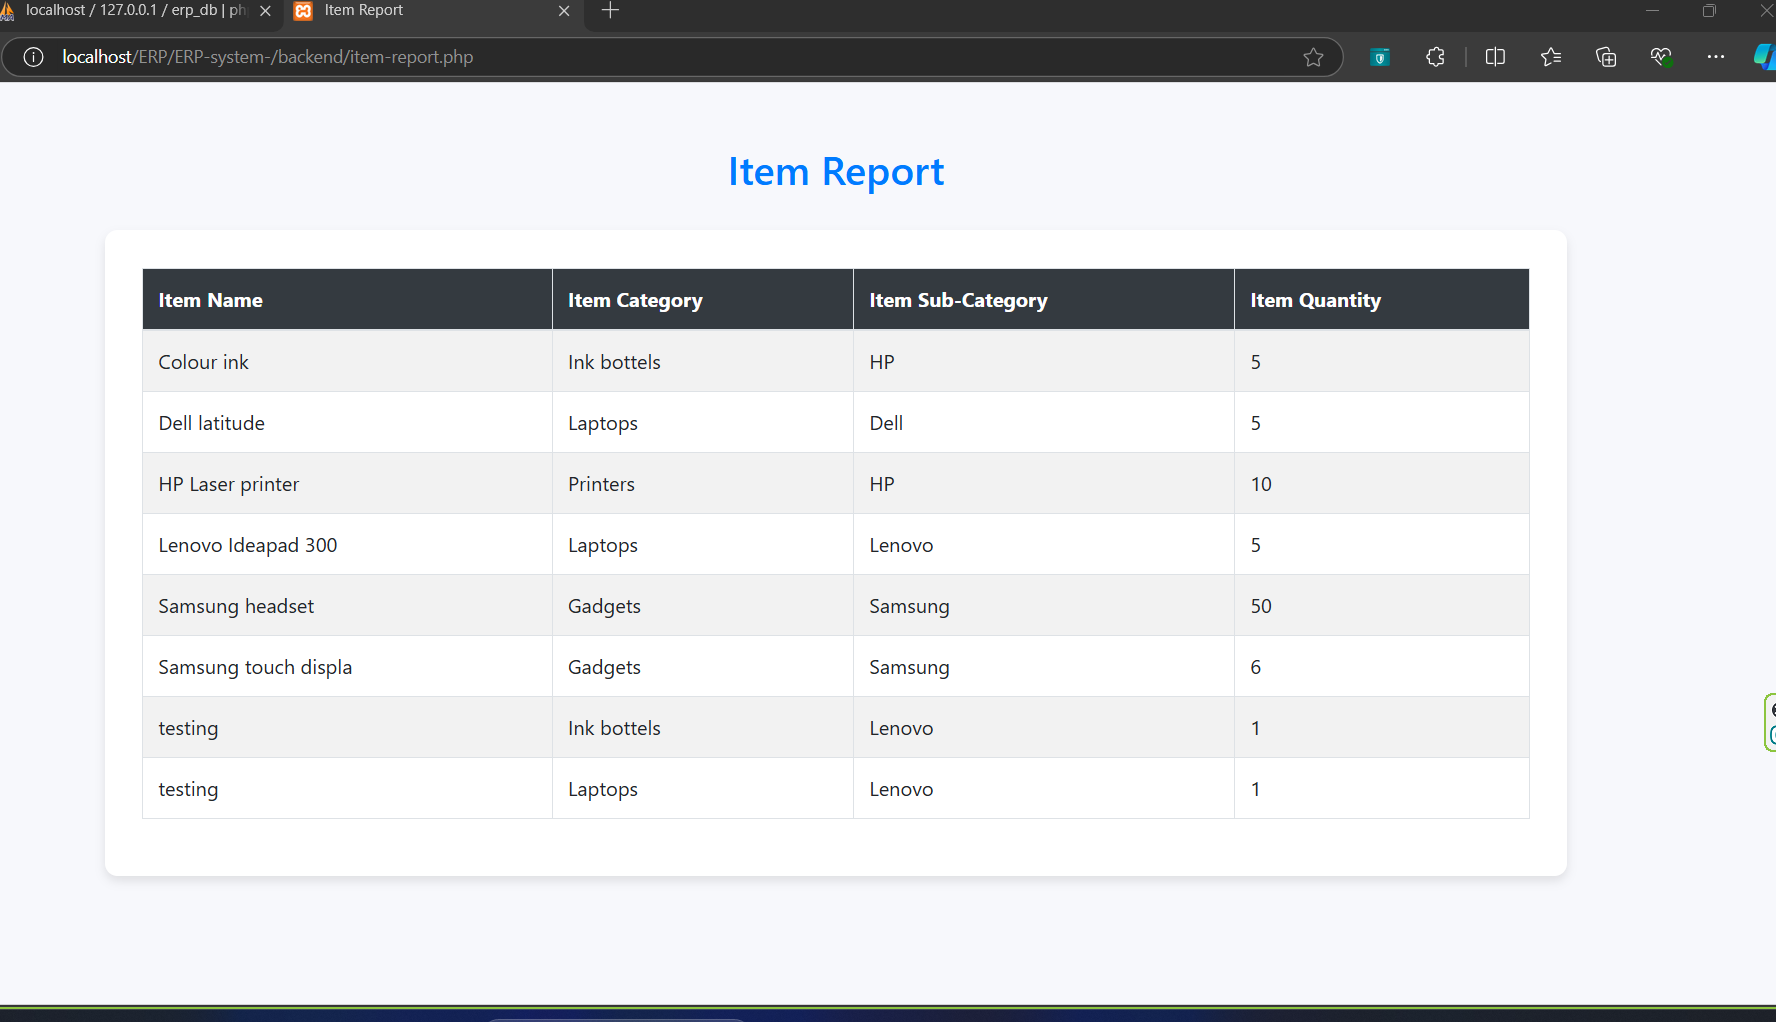 localhost / 127.0.0.1 / erp_db | ph
Item Report
localhost/ERP/ERP-system-/backend/item-report.php
Item Report
Item Name Item Category Item Sub-Category Item Quantity
Colour ink Ink bottels HP 5
Dell latitude Laptops Dell 5
HP Laser printer Printers HP 10
Lenovo Ideapad 300 Laptops Lenovo 5
Samsung headset Gadgets Samsung 50
Samsung touch displa Gadgets Samsung 6
testing Ink bottels Lenovo 1
testing Laptops Lenovo 1